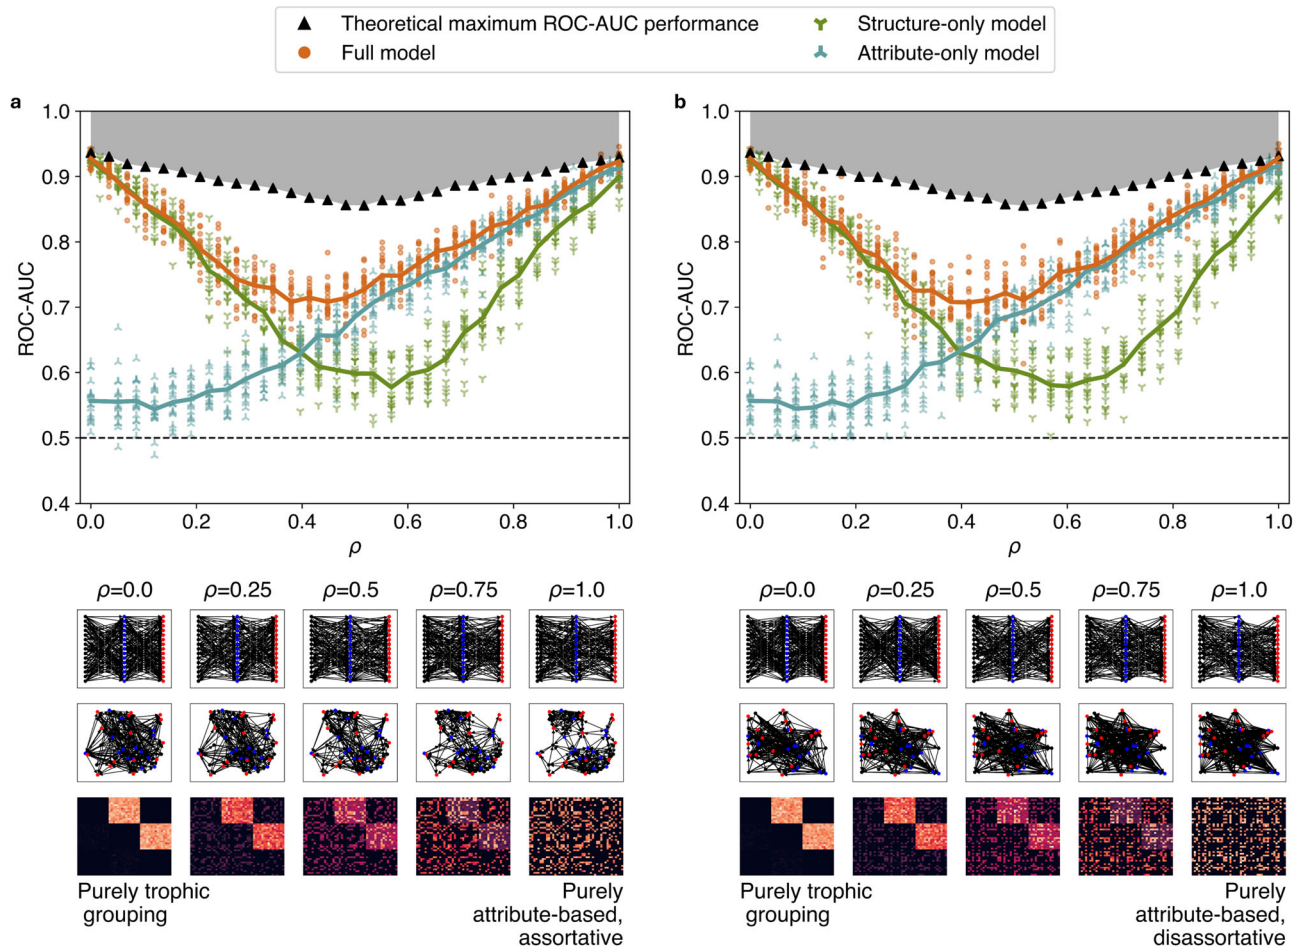 Theoretical maximum ROC-AUC performance
Full model
Structure-only model
Attribute-only model
a
1.0
0.9
0.8
0.7
0.6
0.5
0.4
ROC-AUC
0.0 0.2 0.4 0.6 0.8 1.0
ρ
ρ=0.0 ρ=0.25 ρ=0.5 ρ=0.75 ρ=1.0
Purely trophic
grouping
Purely
attribute-based,
assortative
b
1.0
0.9
0.8
0.7
0.6
0.5
0.4
ROC-AUC
0.0 0.2 0.4 0.6 0.8 1.0
ρ
ρ=0.0 ρ=0.25 ρ=0.5 ρ=0.75 ρ=1.0
Purely trophic
grouping
Purely
attribute-based,
disassortative